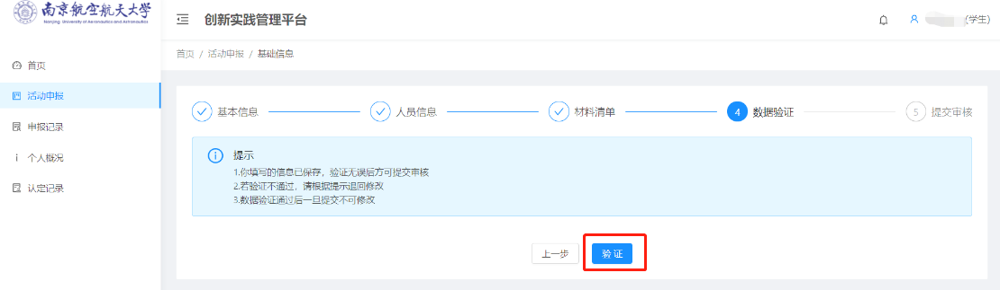 南京航空航天大学
Nanjing University of Aeronautics and Astronautics
创新实践管理平台
(学生)
首页 / 活动申报 / 基础信息
首页
活动申报
申报记录
个人概况
认定记录
基本信息
人员信息
材料清单
4 数据验证
5 提交审核
提示
1.你填写的信息已保存，验证无误后方可提交审核
2.若验证不通过，请根据提示退回修改
3.数据验证通过后一旦提交不可修改
上一步
验 证